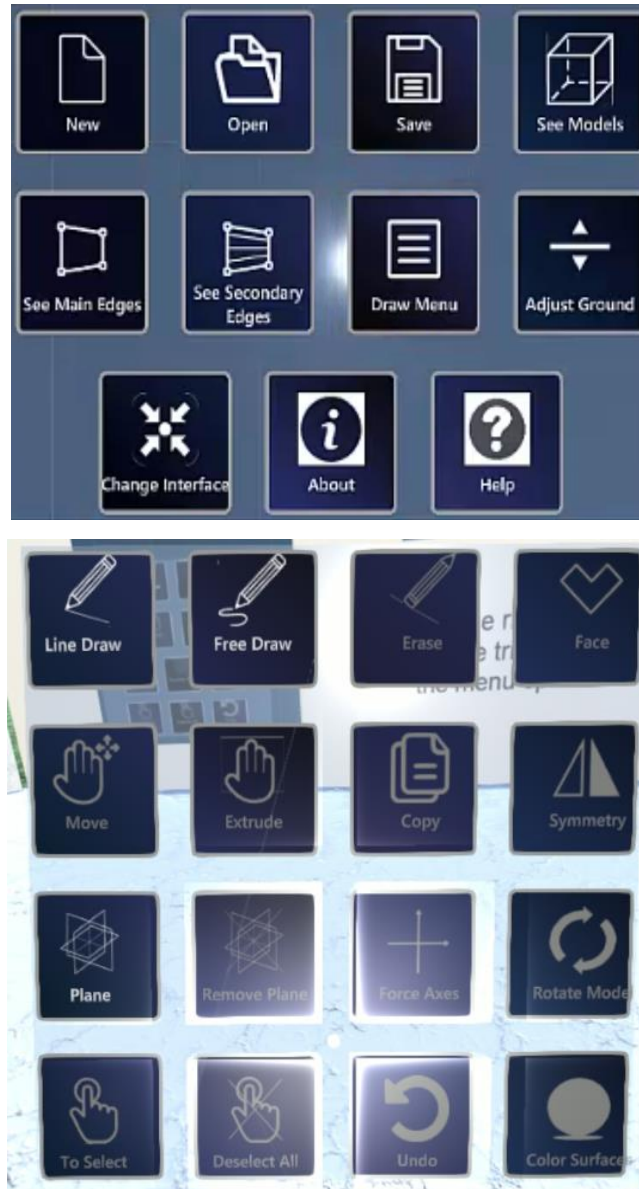 New
Open
Save
See Models
See Main Edges
See Secondary
Edges
Draw Menu
Adjust Ground
Change Interface
About
Help
Line Draw
Free Draw
Erase
Face
Move
Extrude
Copy
Symmetry
Plane
Remove Plane
Force Axes
Rotate Model
To Select
Deselect All
Undo
Color Surface